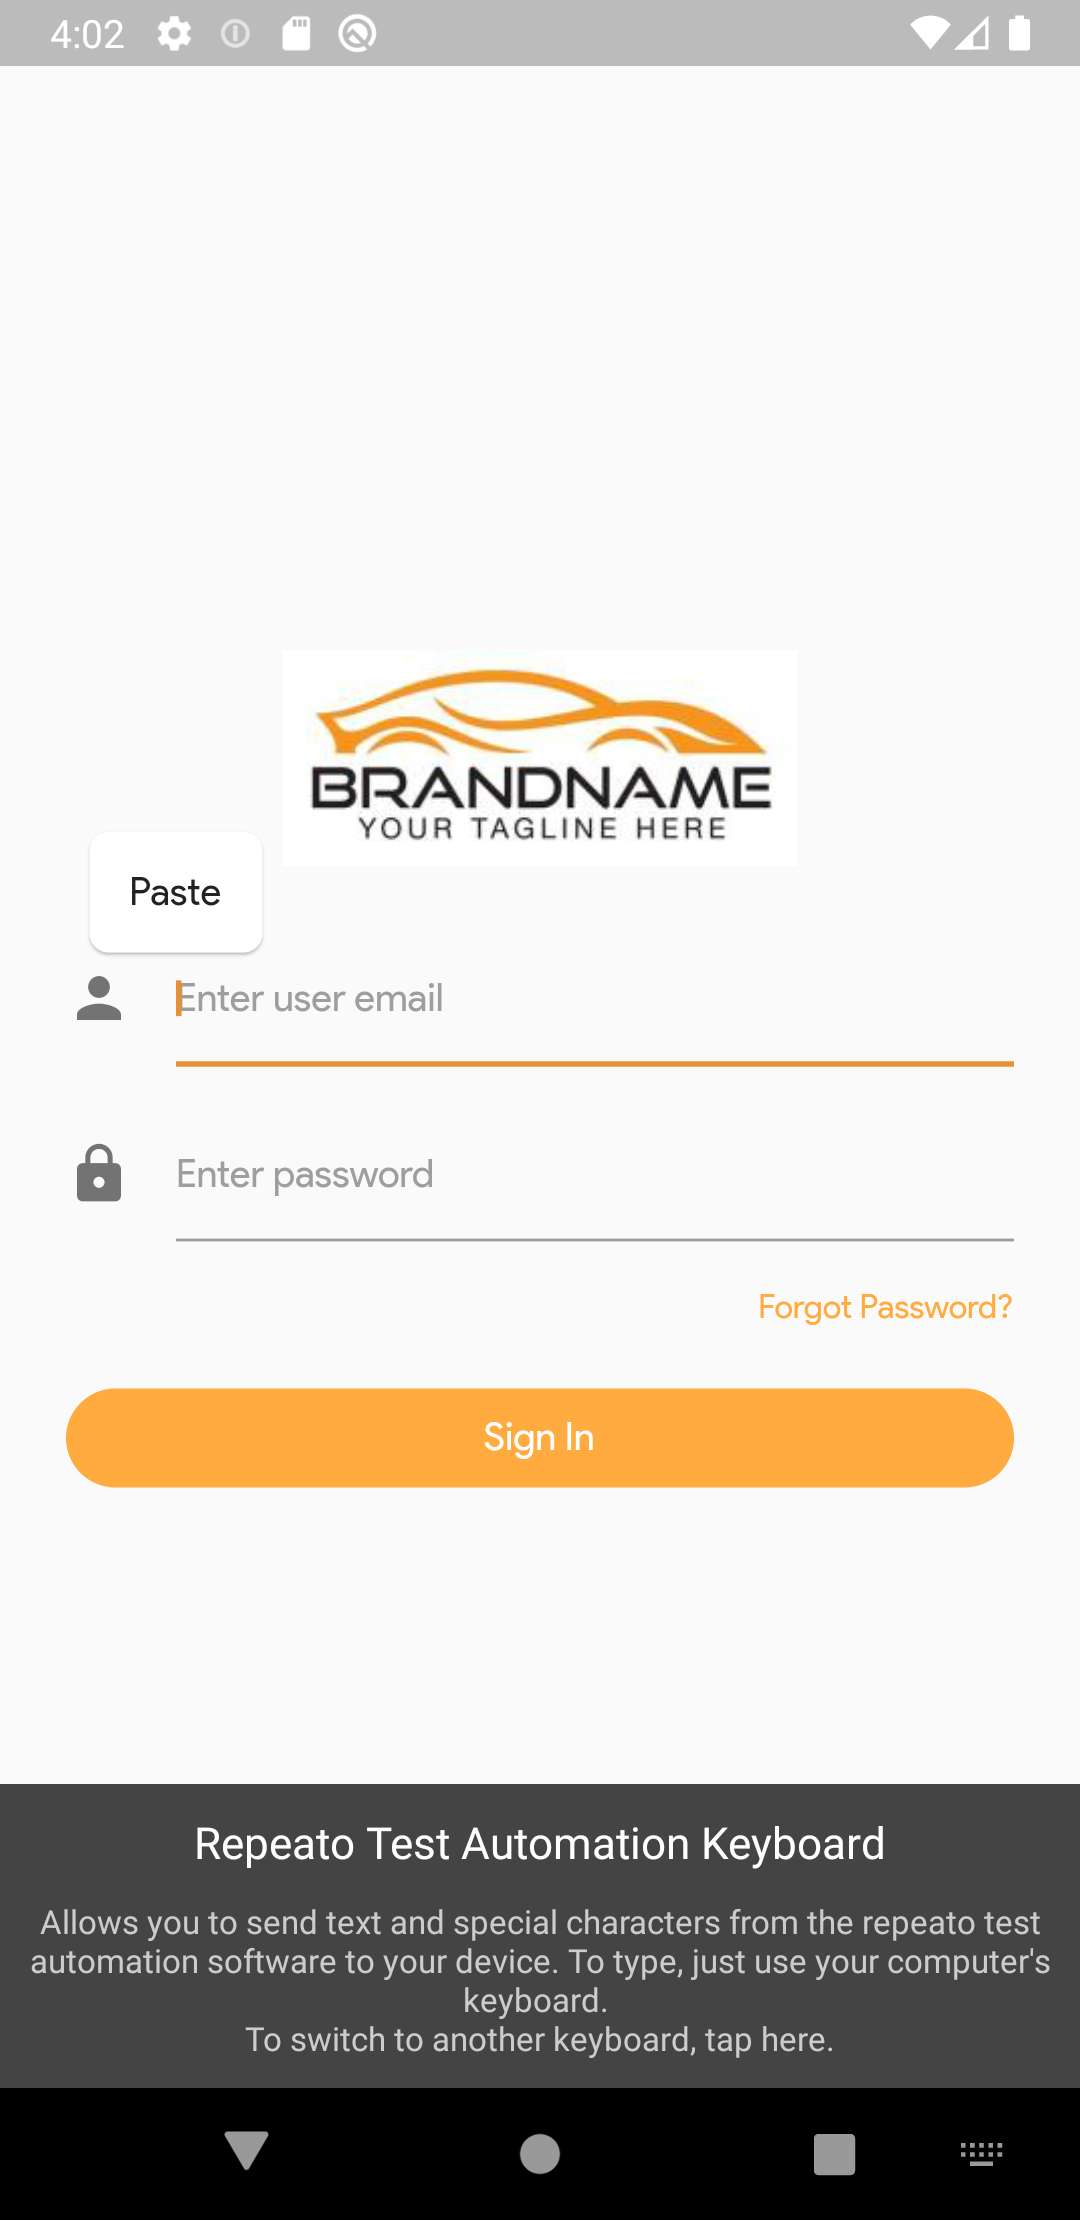 4:02
BRANDNAME
YOUR TAGLINE HERE
Paste
Enter user email
Enter password
Forgot Password?
Sign In
Repeato Test Automation Keyboard
Allows you to send text and special characters from the repeato test
automation software to your device. To type, just use your computer's
keyboard.
To switch to another keyboard, tap here.